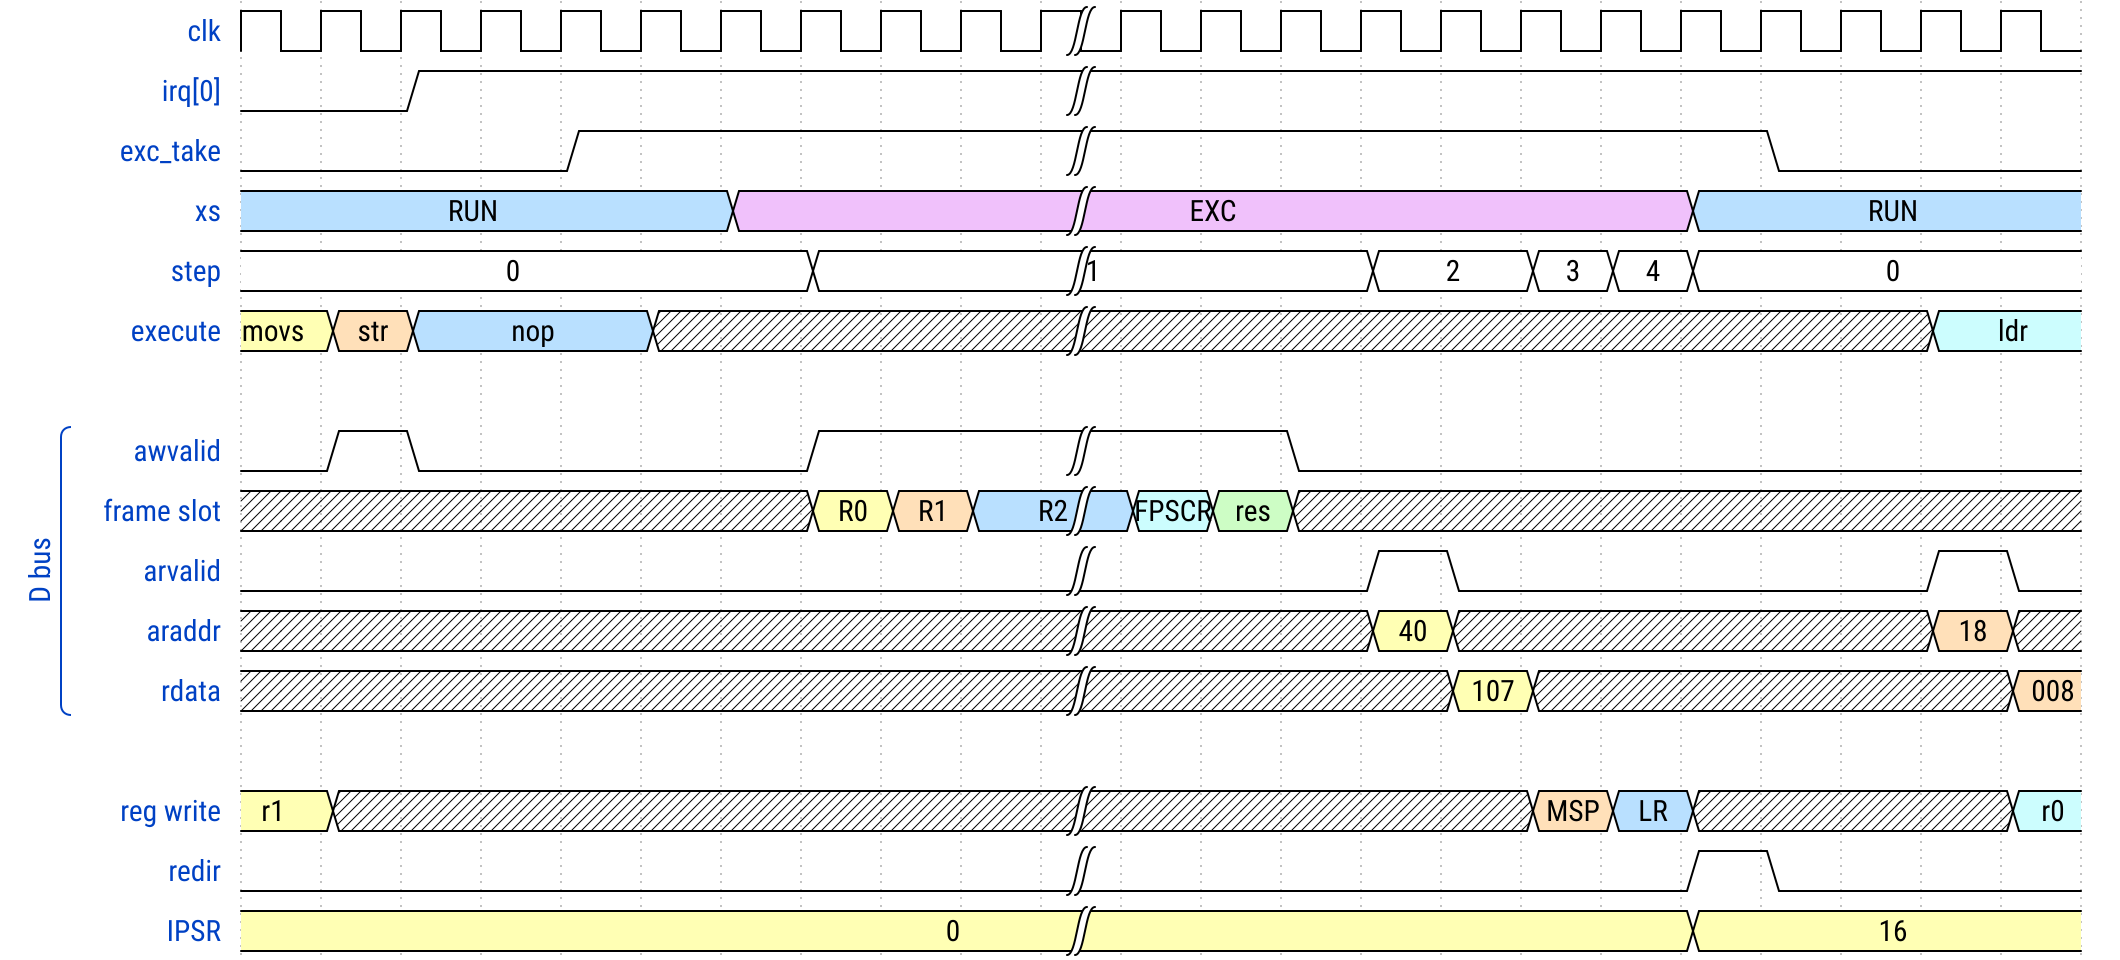 clk
irq[0]
exc_take
xs RUN EXC RUN
step 0 1 2 3 4 0
execute movs str nop ldr
D bus
awvalid
frame slot R0 R1 R2 FPSCR res
arvalid
araddr 40 18
rdata 107 008
reg write r1 MSP LR r0
redir
IPSR 0 16